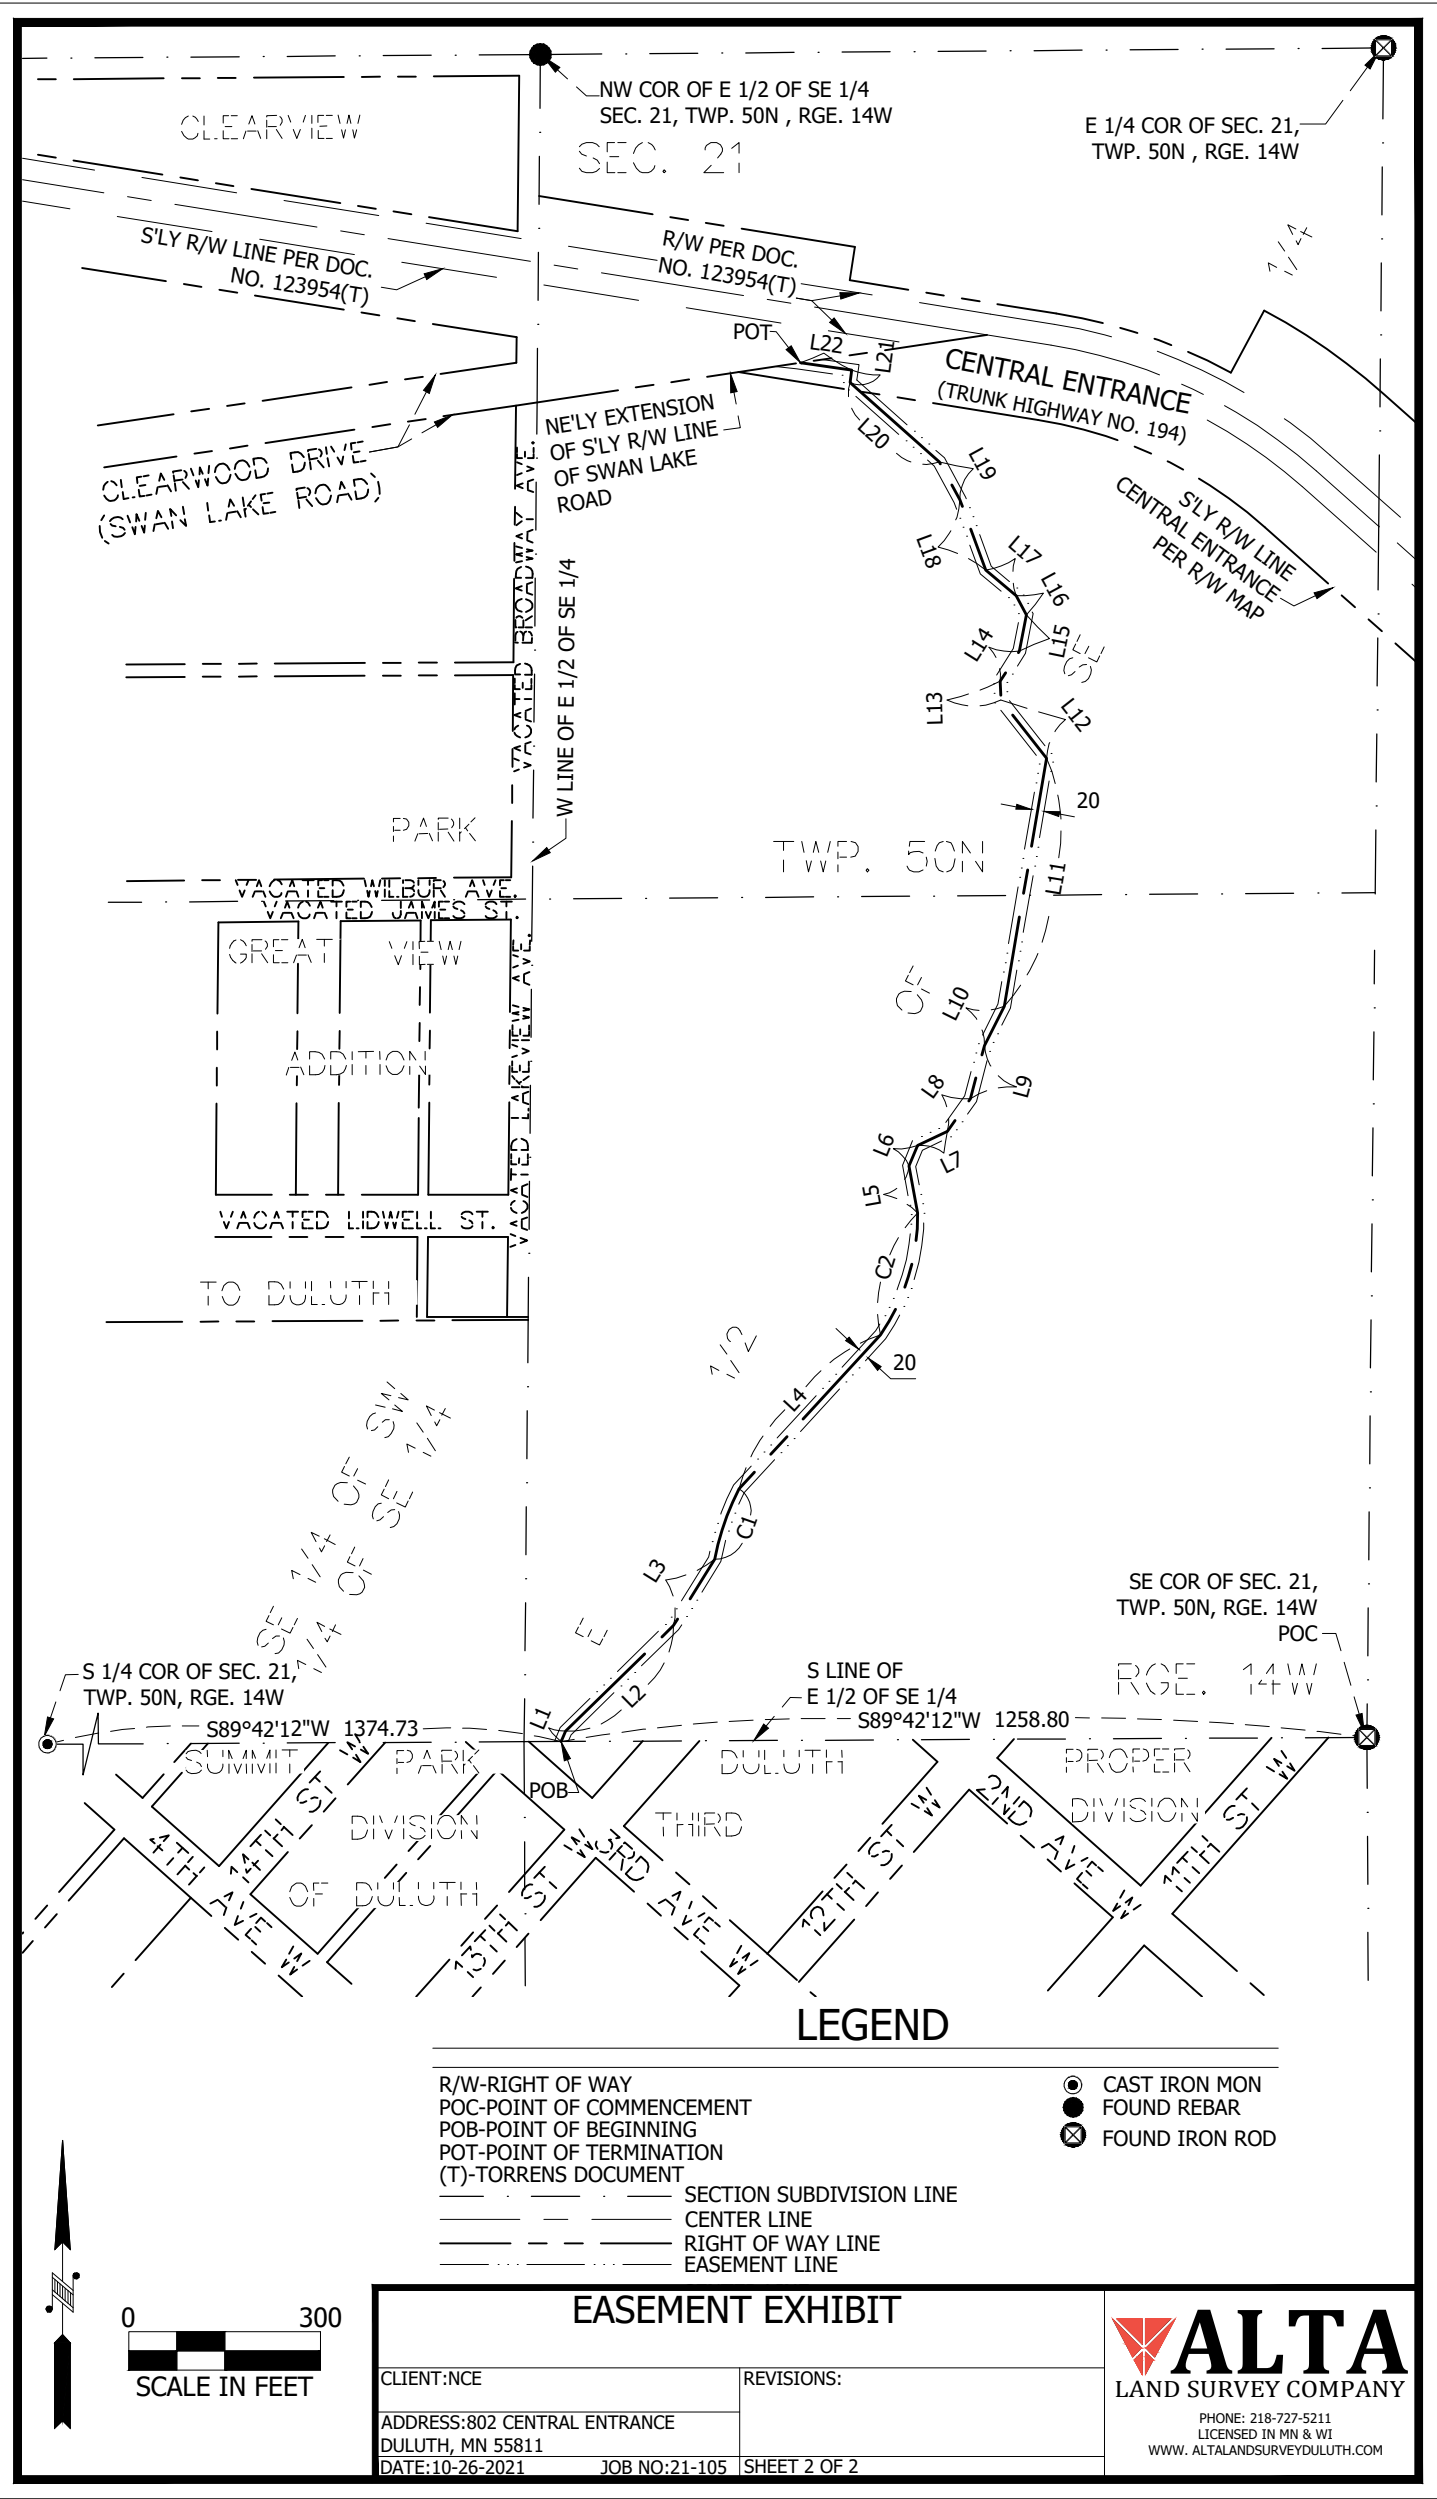 NW COR OF E 1/2 OF SE 1/4
SEC. 21, TWP. 50N , RGE. 14W
E 1/4 COR OF SEC. 21,
TWP. 50N , RGE. 14W
CLEARVIEW
SEC. 21
1/4
S'LY R/W LINE PER DOC.
NO. 123954(T)
R/W PER DOC.
NO. 123954(T)
POT
L22
L21
CENTRAL ENTRANCE
(TRUNK HIGHWAY NO. 194)
NE'LY EXTENSION
OF S'LY R/W LINE
OF SWAN LAKE
ROAD
L20
L19
CLEARWOOD DRIVE
(SWAN LAKE ROAD)
VACATED BROADWAY AVE.
W LINE OF E 1/2 OF SE 1/4
S'LY R/W LINE
CENTRAL ENTRANCE
PER R/W MAP
L18
L17
L16
L15
L14
SE
L13
L12
20
PARK
TWP. 50N
L11
VACATED WILBUR AVE.
VACATED JAMES ST.
GREAT VIEW
VACATED LAKEVIEW AVE.
OF
L10
ADDITION
L9
L8
L7
L6
L5
VACATED LIDWELL ST.
C2
TO DULUTH
1/2
20
L4
SE 1/4 OF SW
1/4 OF SE 1/4
C1
L3
E
SE COR OF SEC. 21,
TWP. 50N, RGE. 14W
POC
S 1/4 COR OF SEC. 21,
TWP. 50N, RGE. 14W
S LINE OF
E 1/2 OF SE 1/4
RGE. 14W
L2
L1
S89°42'12"W 1374.73
S89°42'12"W 1258.80
SUMMIT PARK
DULUTH
PROPER
POB
DIVISION
THIRD
DIVISION
OF DULUTH
4TH AVE W
14TH ST W
13TH ST W
3RD AVE W
12TH ST W
2ND AVE W
11TH ST W
LEGEND
R/W-RIGHT OF WAY
POC-POINT OF COMMENCEMENT
POB-POINT OF BEGINNING
POT-POINT OF TERMINATION
(T)-TORRENS DOCUMENT
CAST IRON MON
FOUND REBAR
FOUND IRON ROD
SECTION SUBDIVISION LINE
CENTER LINE
RIGHT OF WAY LINE
EASEMENT LINE
0 300
SCALE IN FEET
EASEMENT EXHIBIT
CLIENT:NCE
REVISIONS:
ADDRESS:802 CENTRAL ENTRANCE
DULUTH, MN 55811
DATE:10-26-2021 JOB NO:21-105
SHEET 2 OF 2
ALTA
LAND SURVEY COMPANY
PHONE: 218-727-5211
LICENSED IN MN & WI
WWW. ALTALANDSURVEYDULUTH.COM